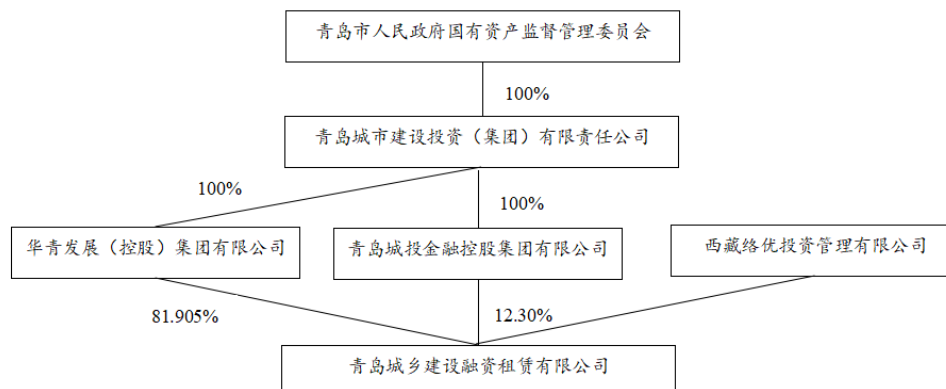 青岛市人民政府国有资产监督管理委员会
100%
青岛城市建设投资（集团）有限责任公司
100%
100%
华青发展（控股）集团有限公司
青岛城投金融控股集团有限公司
西藏络优投资管理有限公司
81.905%
12.30%
青岛城乡建设融资租赁有限公司